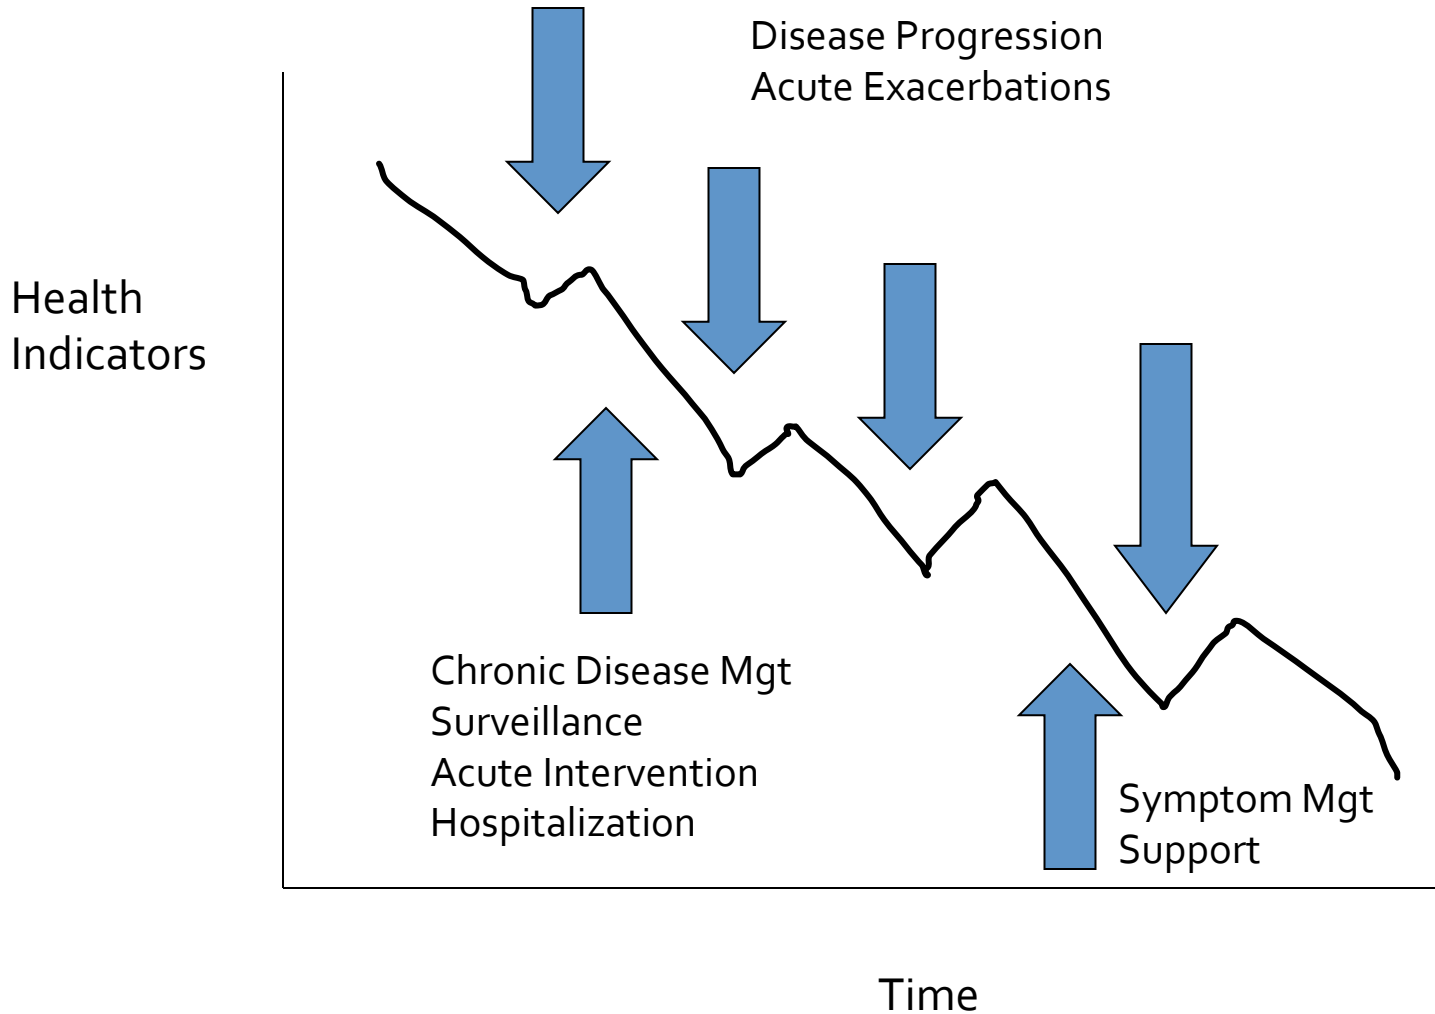 Disease Progression
Acute Exacerbations
Health
Indicators
Chronic Disease Mgt
Surveillance
Acute Intervention
Hospitalization
Symptom Mgt
Support
Time